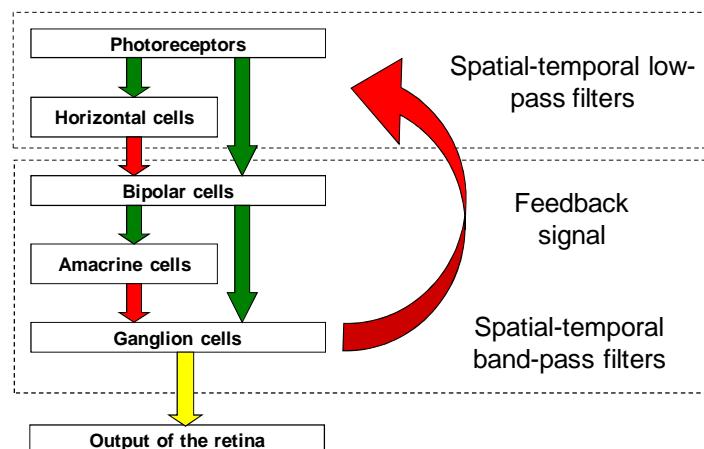 Photoreceptors
Spatial-temporal low-
pass filters
Horizontal cells
Bipolar cells
Feedback
signal
Amacrine cells
Ganglion cells
Spatial-temporal
band-pass filters
Output of the retina